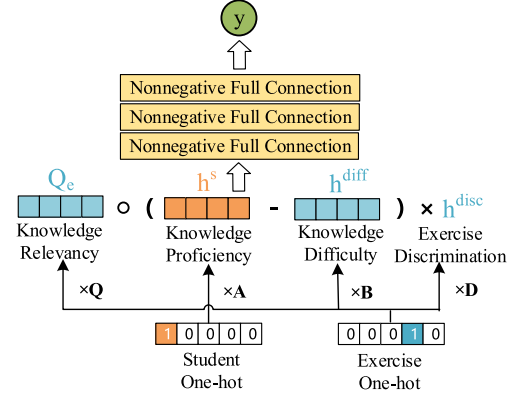 y
Nonnegative Full Connection
Nonnegative Full Connection
Nonnegative Full Connection
Qe hˢ hᵈⁱᶠᶠ
( - ) × hᵈⁱˢᶜ
Knowledge Relevancy
Knowledge Proficiency
Knowledge Difficulty
Exercise Discrimination
×Q ×A ×B ×D
1 0 0 0 0 0 0 0 1 0
Student One-hot
Exercise One-hot